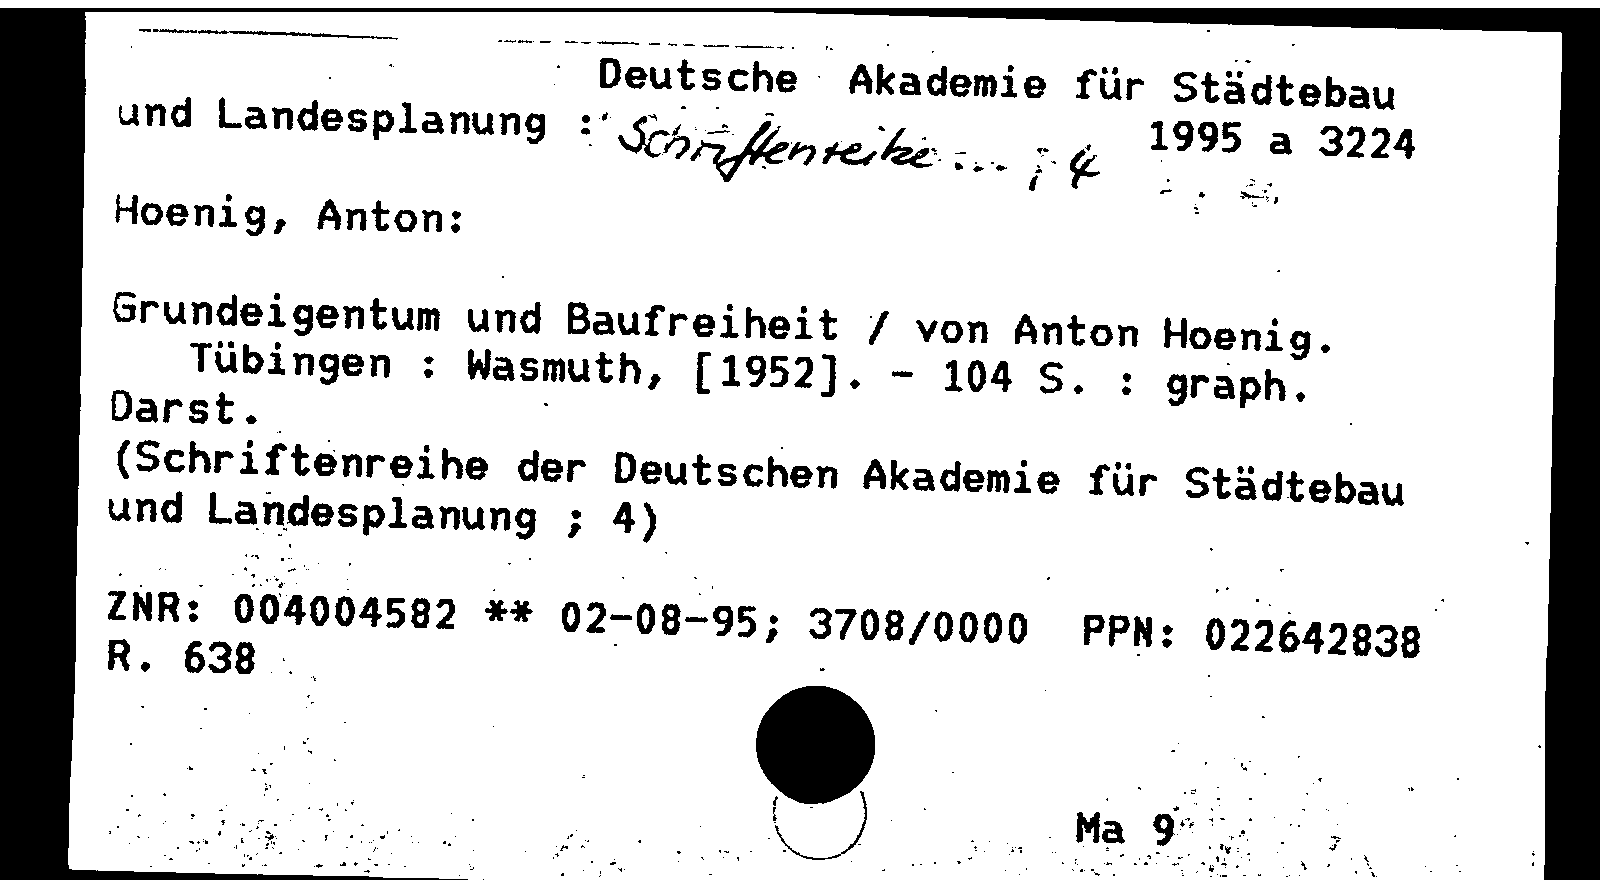 Deutsche Akademie für Städtebau
und Landesplanung : Schriftenreihe ... ; 4 1995 a 3224
Hoenig, Anton:
Grundeigentum und Baufreiheit / von Anton Hoenig.
Tübingen : Wasmuth, [1952]. - 104 S. : graph.
Darst.
(Schriftenreihe der Deutschen Akademie für Städtebau
und Landesplanung ; 4)
ZNR: 004004582 ** 02-08-95; 3708/0000 PPN: 022642838
R. 638
Ma 9